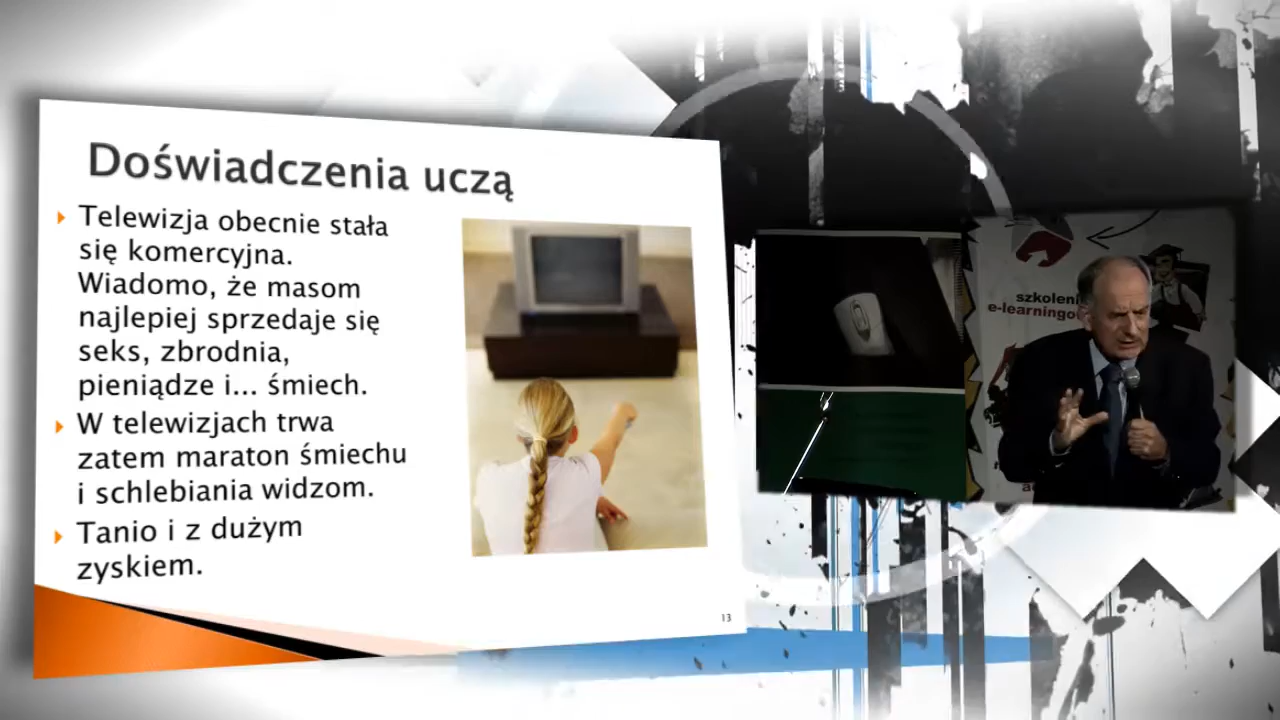 Doświadczenia uczą
Telewizja obecnie stała
się komercyjna.
Wiadomo, że masom
najlepiej sprzedaje się
seks, zbrodnia,
pieniądze i... śmiech.
W telewizjach trwa
zatem maraton śmiechu
i schlebiania widzom.
Tanio i z dużym
zyskiem.
13
szkoleni
e-learningo